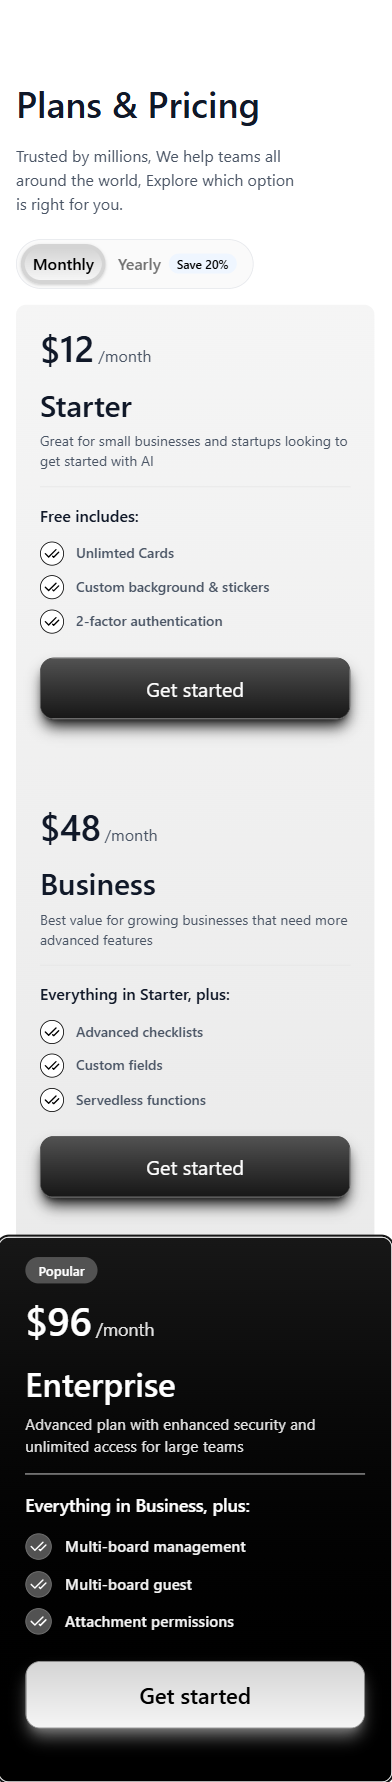 Plans & Pricing
Trusted by millions, We help teams all
around the world, Explore which option
is right for you.
Monthly Yearly Save 20%
$12 /month
Starter
Great for small businesses and startups looking to
get started with AI
Free includes:
Unlimted Cards
Custom background & stickers
2-factor authentication
Get started
$48 /month
Business
Best value for growing businesses that need more
advanced features
Everything in Starter, plus:
Advanced checklists
Custom fields
Servedless functions
Get started
Popular
$96 /month
Enterprise
Advanced plan with enhanced security and
unlimited access for large teams
Everything in Business, plus:
Multi-board management
Multi-board guest
Attachment permissions
Get started